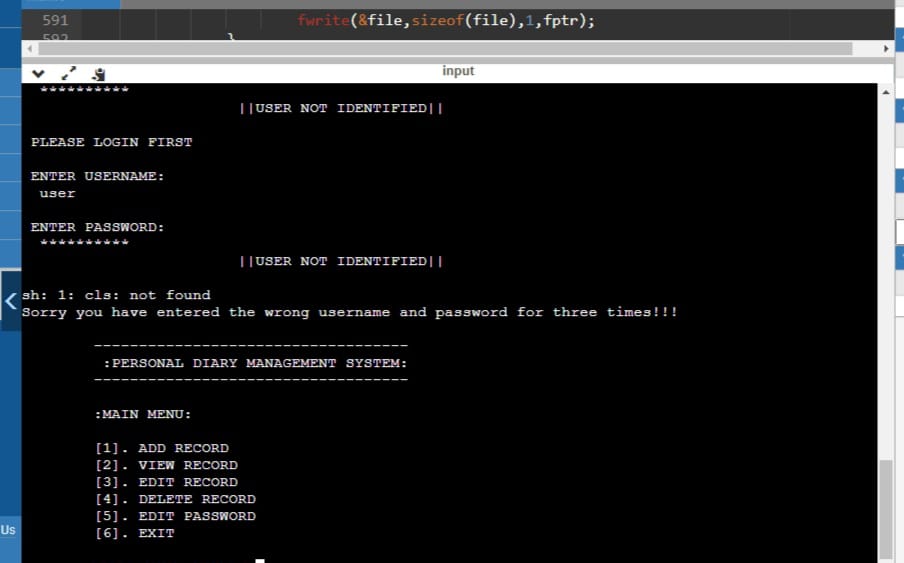 591 fwrite(&file,sizeof(file),1,fptr);
592 }
input
**********
||USER NOT IDENTIFIED||
PLEASE LOGIN FIRST
ENTER USERNAME:
user
ENTER PASSWORD:
**********
||USER NOT IDENTIFIED||
sh: 1: cls: not found
Sorry you have entered the wrong username and password for three times!!!
-----------------------------------
:PERSONAL DIARY MANAGEMENT SYSTEM:
-----------------------------------
:MAIN MENU:
[1]. ADD RECORD
[2]. VIEW RECORD
[3]. EDIT RECORD
[4]. DELETE RECORD
[5]. EDIT PASSWORD
[6]. EXIT
Us